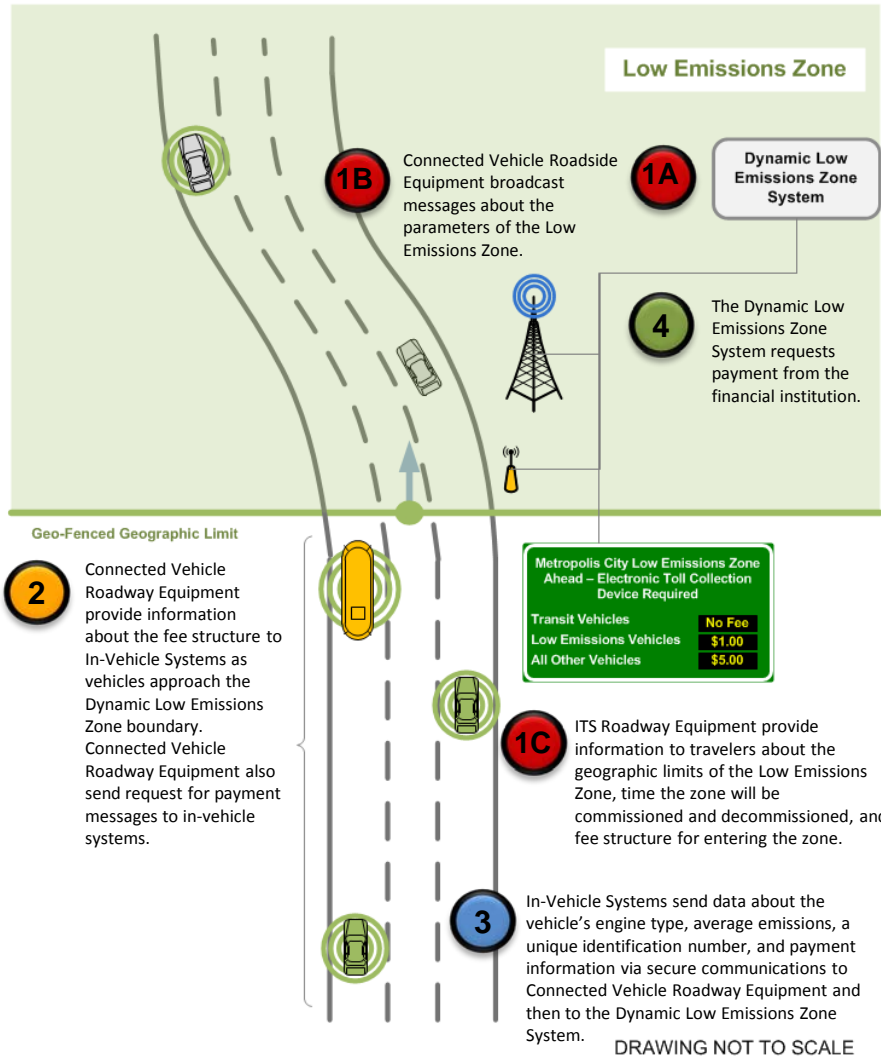 Low Emissions Zone
1B
Connected Vehicle Roadside
Equipment broadcast
messages about the
parameters of the Low
Emissions Zone.
1A
Dynamic Low
Emissions Zone
System
4
The Dynamic Low
Emissions Zone
System requests
payment from the
financial institution.
Geo-Fenced Geographic Limit
2
Connected Vehicle
Roadway Equipment
provide information
about the fee structure to
In-Vehicle Systems as
vehicles approach the
Dynamic Low Emissions
Zone boundary.
Connected Vehicle
Roadway Equipment also
send request for payment
messages to in-vehicle
systems.
Metropolis City Low Emissions Zone
Ahead – Electronic Toll Collection
Device Required
Transit Vehicles No Fee
Low Emissions Vehicles $1.00
All Other Vehicles $5.00
1C
ITS Roadway Equipment provide
information to travelers about the
geographic limits of the Low Emissions
Zone, time the zone will be
commissioned and decommissioned, and
fee structure for entering the zone.
3
In-Vehicle Systems send data about the
vehicle's engine type, average emissions, a
unique identification number, and payment
information via secure communications to
Connected Vehicle Roadway Equipment and
then to the Dynamic Low Emissions Zone
System.
DRAWING NOT TO SCALE